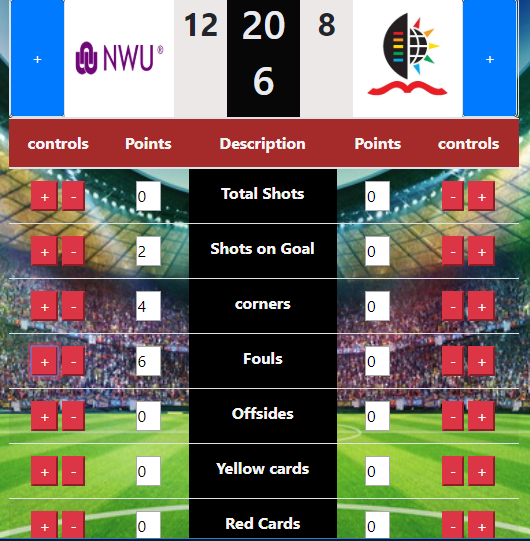 + NWU® 12 20 8 +
6
controls Points Description Points controls
+ - 0 Total Shots 0 - +
+ - 2 Shots on Goal 0 - +
+ - 4 corners 0 - +
+ - 6 Fouls 0 - +
+ - 0 Offsides 0 - +
+ - 0 Yellow cards 0 - +
+ - 0 Red Cards 0 - +